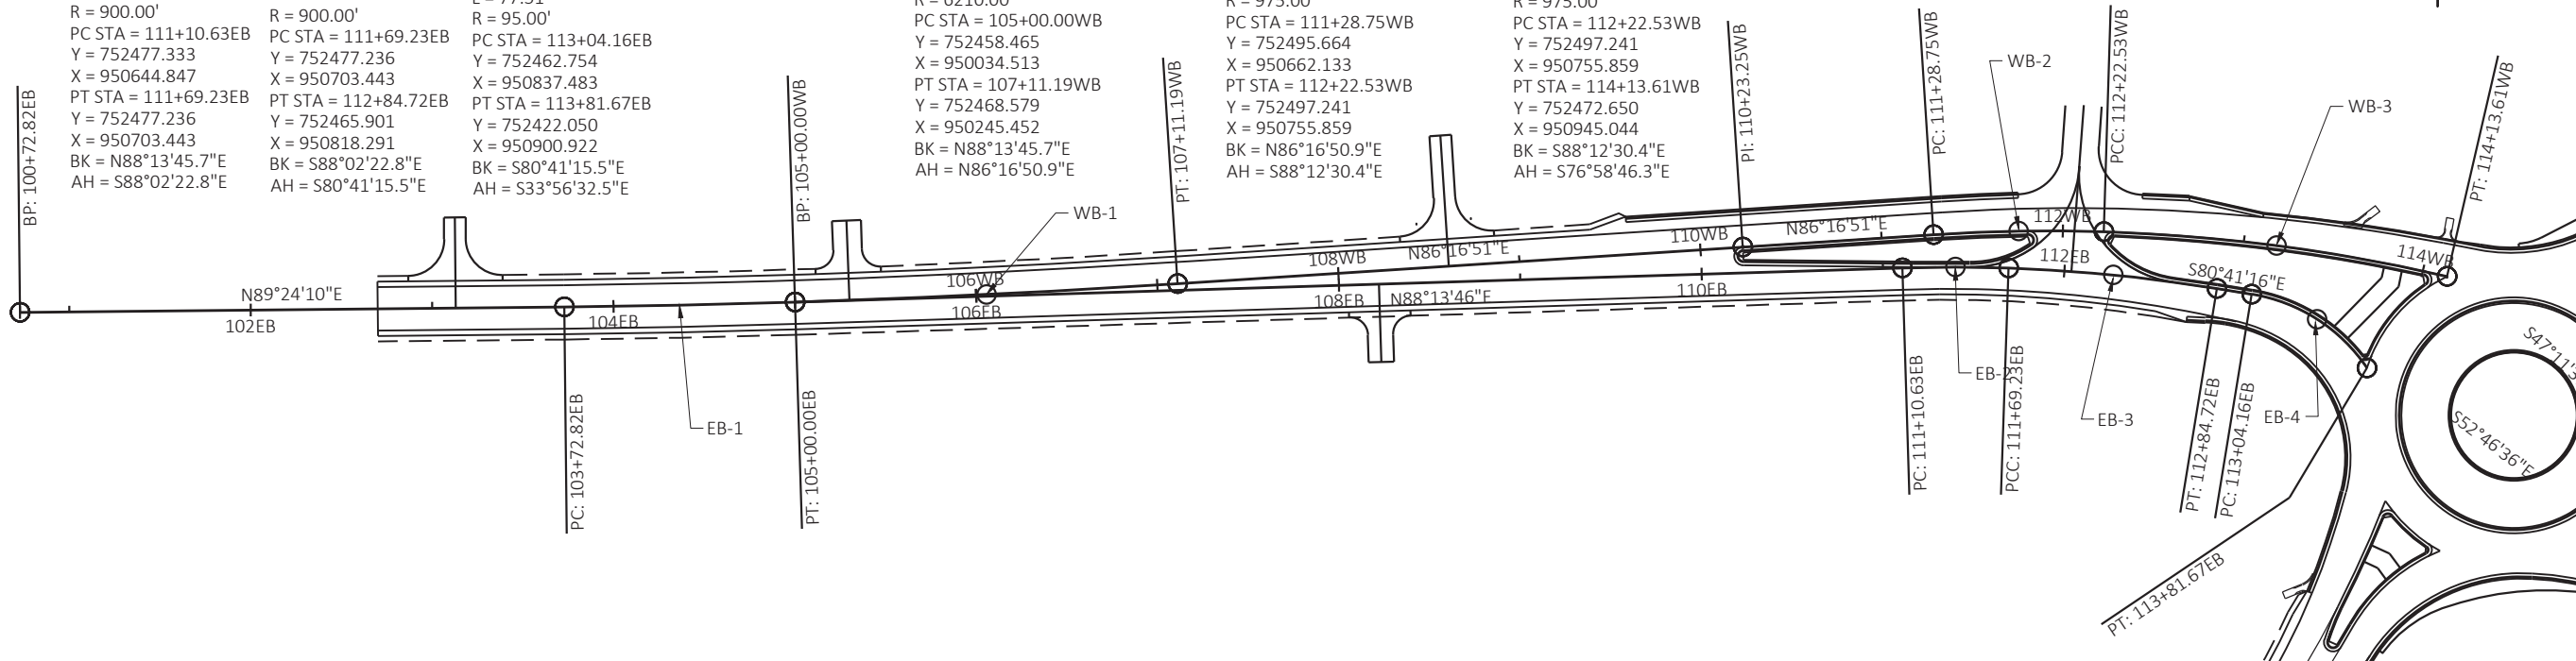 R = 900.00'
PC STA = 111+10.63EB
Y = 752477.333
X = 950644.847
PT STA = 111+69.23EB
Y = 752477.236
X = 950703.443
BK = N88°13'45.7"E
AH = S88°02'22.8"E
R = 900.00'
PC STA = 111+69.23EB
Y = 752477.236
X = 950703.443
PT STA = 112+84.72EB
Y = 752465.901
X = 950818.291
BK = S88°02'22.8"E
AH = S80°41'15.5"E
R = 95.00'
PC STA = 113+04.16EB
Y = 752462.754
X = 950837.483
PT STA = 113+81.67EB
Y = 752422.050
X = 950900.922
BK = S80°41'15.5"E
AH = S33°56'32.5"E
PC STA = 105+00.00WB
Y = 752458.465
X = 950034.513
PT STA = 107+11.19WB
Y = 752468.579
X = 950245.452
BK = N88°13'45.7"E
AH = N86°16'50.9"E
R = 975.00'
PC STA = 111+28.75WB
Y = 752495.664
X = 950662.133
PT STA = 112+22.53WB
Y = 752497.241
X = 950755.859
BK = N86°16'50.9"E
AH = S88°12'30.4"E
R = 975.00'
PC STA = 112+22.53WB
Y = 752497.241
X = 950755.859
PT STA = 114+13.61WB
Y = 752472.650
X = 950945.044
BK = S88°12'30.4"E
AH = S76°58'46.3"E
BP: 100+72.82EB
BP: 105+00.00WB
PT: 107+11.19WB
PI: 110+23.25WB
PC: 111+28.75WB
PCC: 112+22.53WB
PT: 114+13.61WB
WB-1
WB-2
WB-3
N89°24'10"E
102EB
104EB
106WB
106EB
108WB
108EB
N86°16'51"E
N88°13'46"E
110WB
110EB
N86°16'51"E
112WB
112EB
S80°41'16"E
114WB
EB-1
EB-2
EB-3
EB-4
PC: 103+72.82EB
PT: 105+00.00EB
PC: 111+10.63EB
PCC: 111+69.23EB
PT: 112+84.72EB
PC: 113+04.16EB
PT: 113+81.67EB
S52°46'36"E